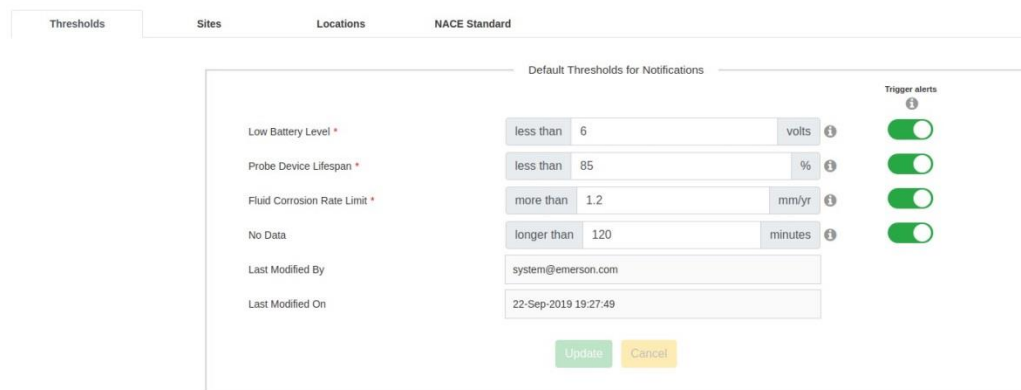 Thresholds Sites Locations NACE Standard
Default Thresholds for Notifications
Trigger alerts
Low Battery Level * less than 6 volts
Probe Device Lifespan * less than 85 %
Fluid Corrosion Rate Limit * more than 1.2 mm/yr
No Data longer than 120 minutes
Last Modified By system@emerson.com
Last Modified On 22-Sep-2019 19:27:49
Update Cancel